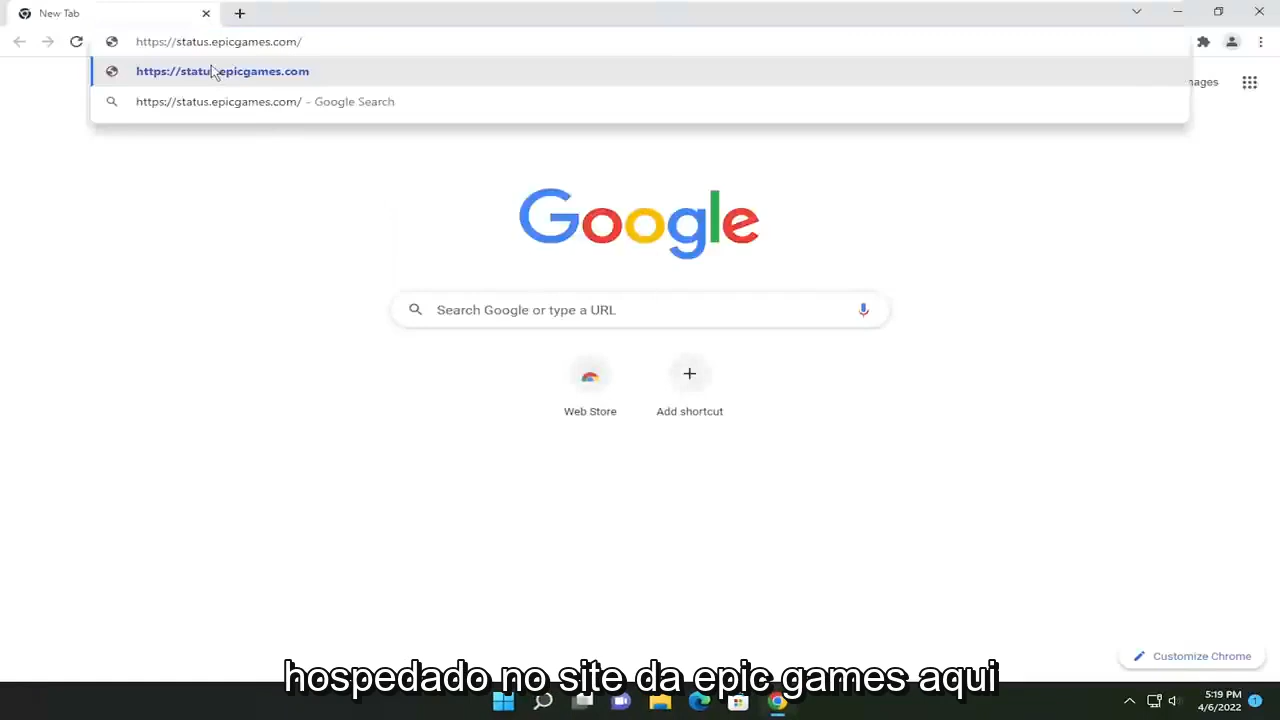 New Tab
https://status.epicgames.com/
https://statu epicgames.com
https://status.epicgames.com/ - Google Search
Google
Search Google or type a URL
Web Store
Add shortcut
Customize Chrome
hospedado no site da epic games aqui
5:19 PM
4/6/2022
1